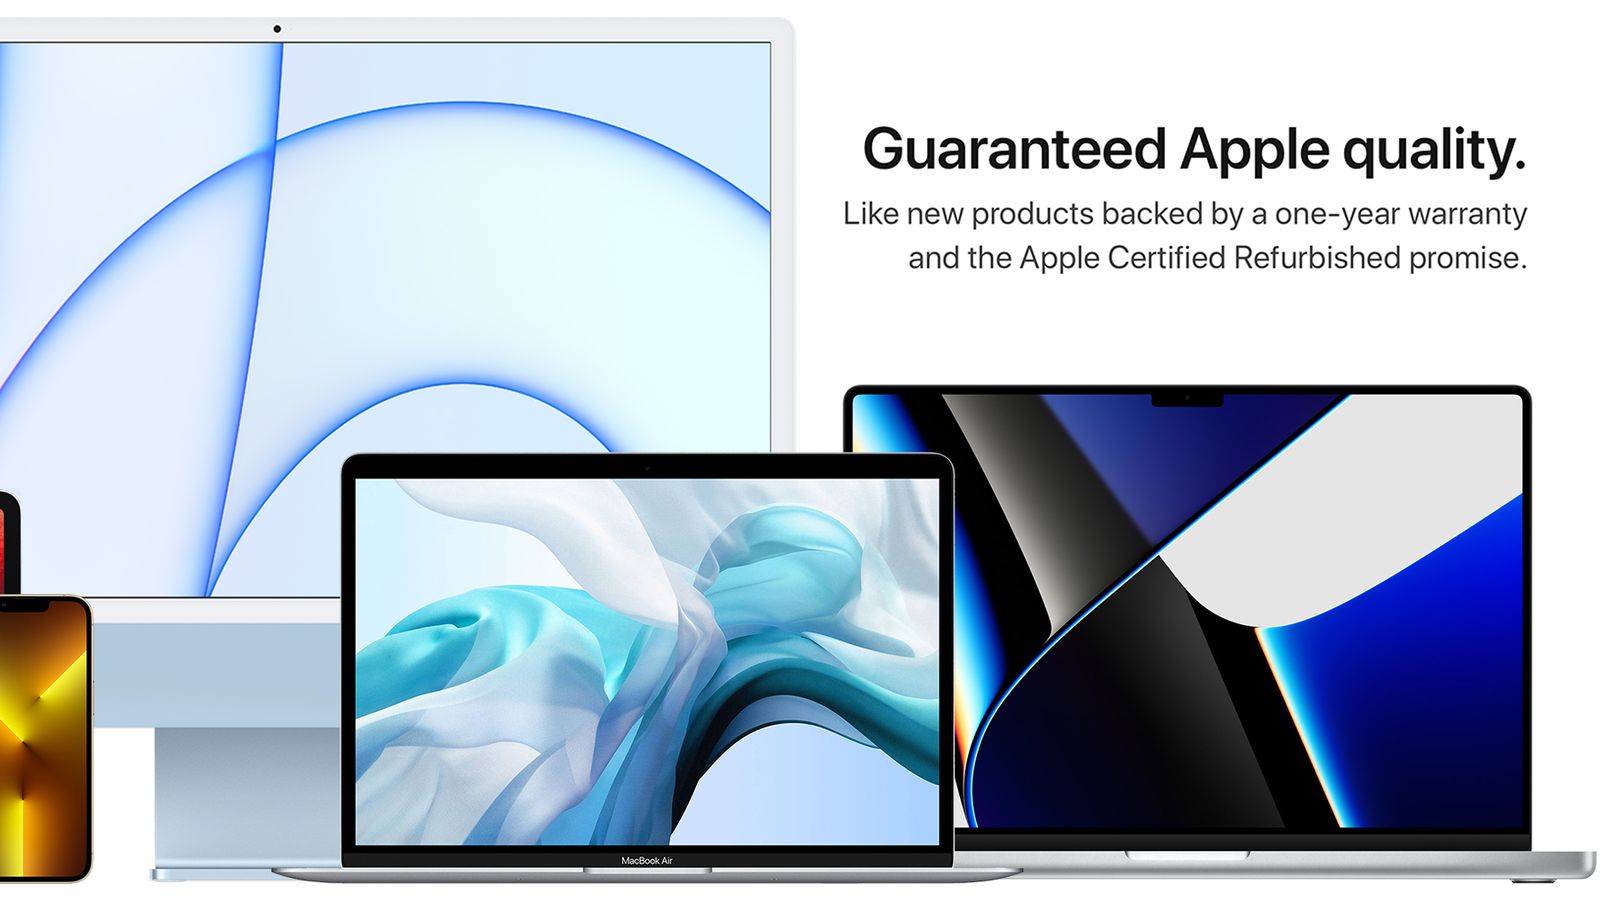 Guaranteed Apple quality.
Like new products backed by a one-year warranty
and the Apple Certified Refurbished promise.
MacBook Air